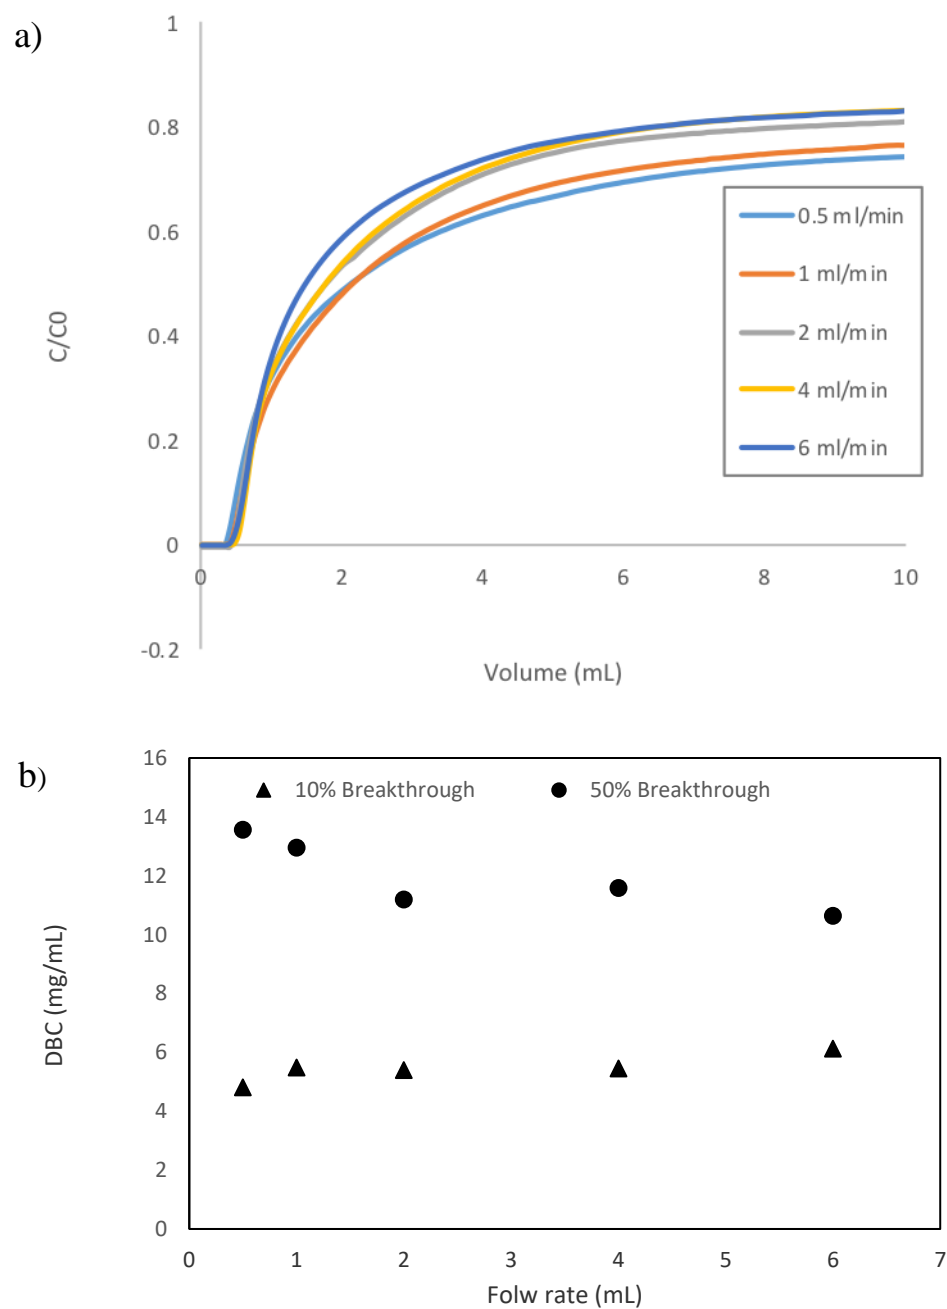 a)
1
0.8
0.6
0.4
0.2
0
-0.2
C/C0
0 2 4 6 8 10
Volume (mL)
0.5 ml/min
1 ml/min
2 ml/min
4 ml/min
6 ml/min
b)
16
14
12
10
8
6
4
2
0
DBC (mg/mL)
10% Breakthrough 50% Breakthrough
0 1 2 3 4 5 6 7
Folw rate (mL)